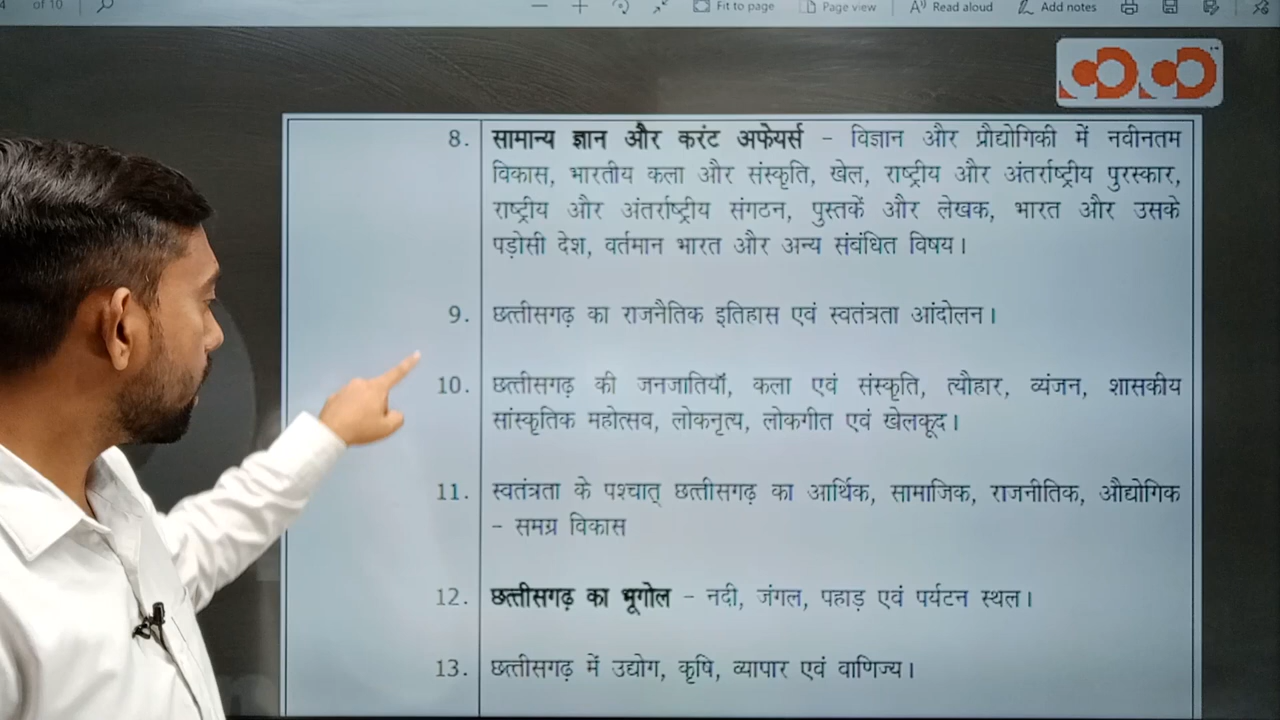 of 10 Fit to page Page view Read aloud Add notes
8. सामान्य ज्ञान और करंट अफेयर्स – विज्ञान और प्रौद्योगिकी में नवीनतम
विकास, भारतीय कला और संस्कृति, खेल, राष्ट्रीय और अंतर्राष्ट्रीय पुरस्कार,
राष्ट्रीय और अंतर्राष्ट्रीय संगठन, पुस्तकें और लेखक, भारत और उसके
पड़ोसी देश, वर्तमान भारत और अन्य संबंधित विषय।
9. छत्तीसगढ़ का राजनैतिक इतिहास एवं स्वतंत्रता आंदोलन।
10. छत्तीसगढ़ की जनजातियॉं, कला एवं संस्कृति, त्यौहार, व्यंजन, शासकीय
सांस्कृतिक महोत्सव, लोकनृत्य, लोकगीत एवं खेलकूद।
11. स्वतंत्रता के पश्चात् छत्तीसगढ़ का आर्थिक, सामाजिक, राजनीतिक, औद्योगिक
– समग्र विकास
12. छत्तीसगढ़ का भूगोल – नदी, जंगल, पहाड़ एवं पर्यटन स्थल।
13. छत्तीसगढ़ में उद्योग, कृषि, व्यापार एवं वाणिज्य।